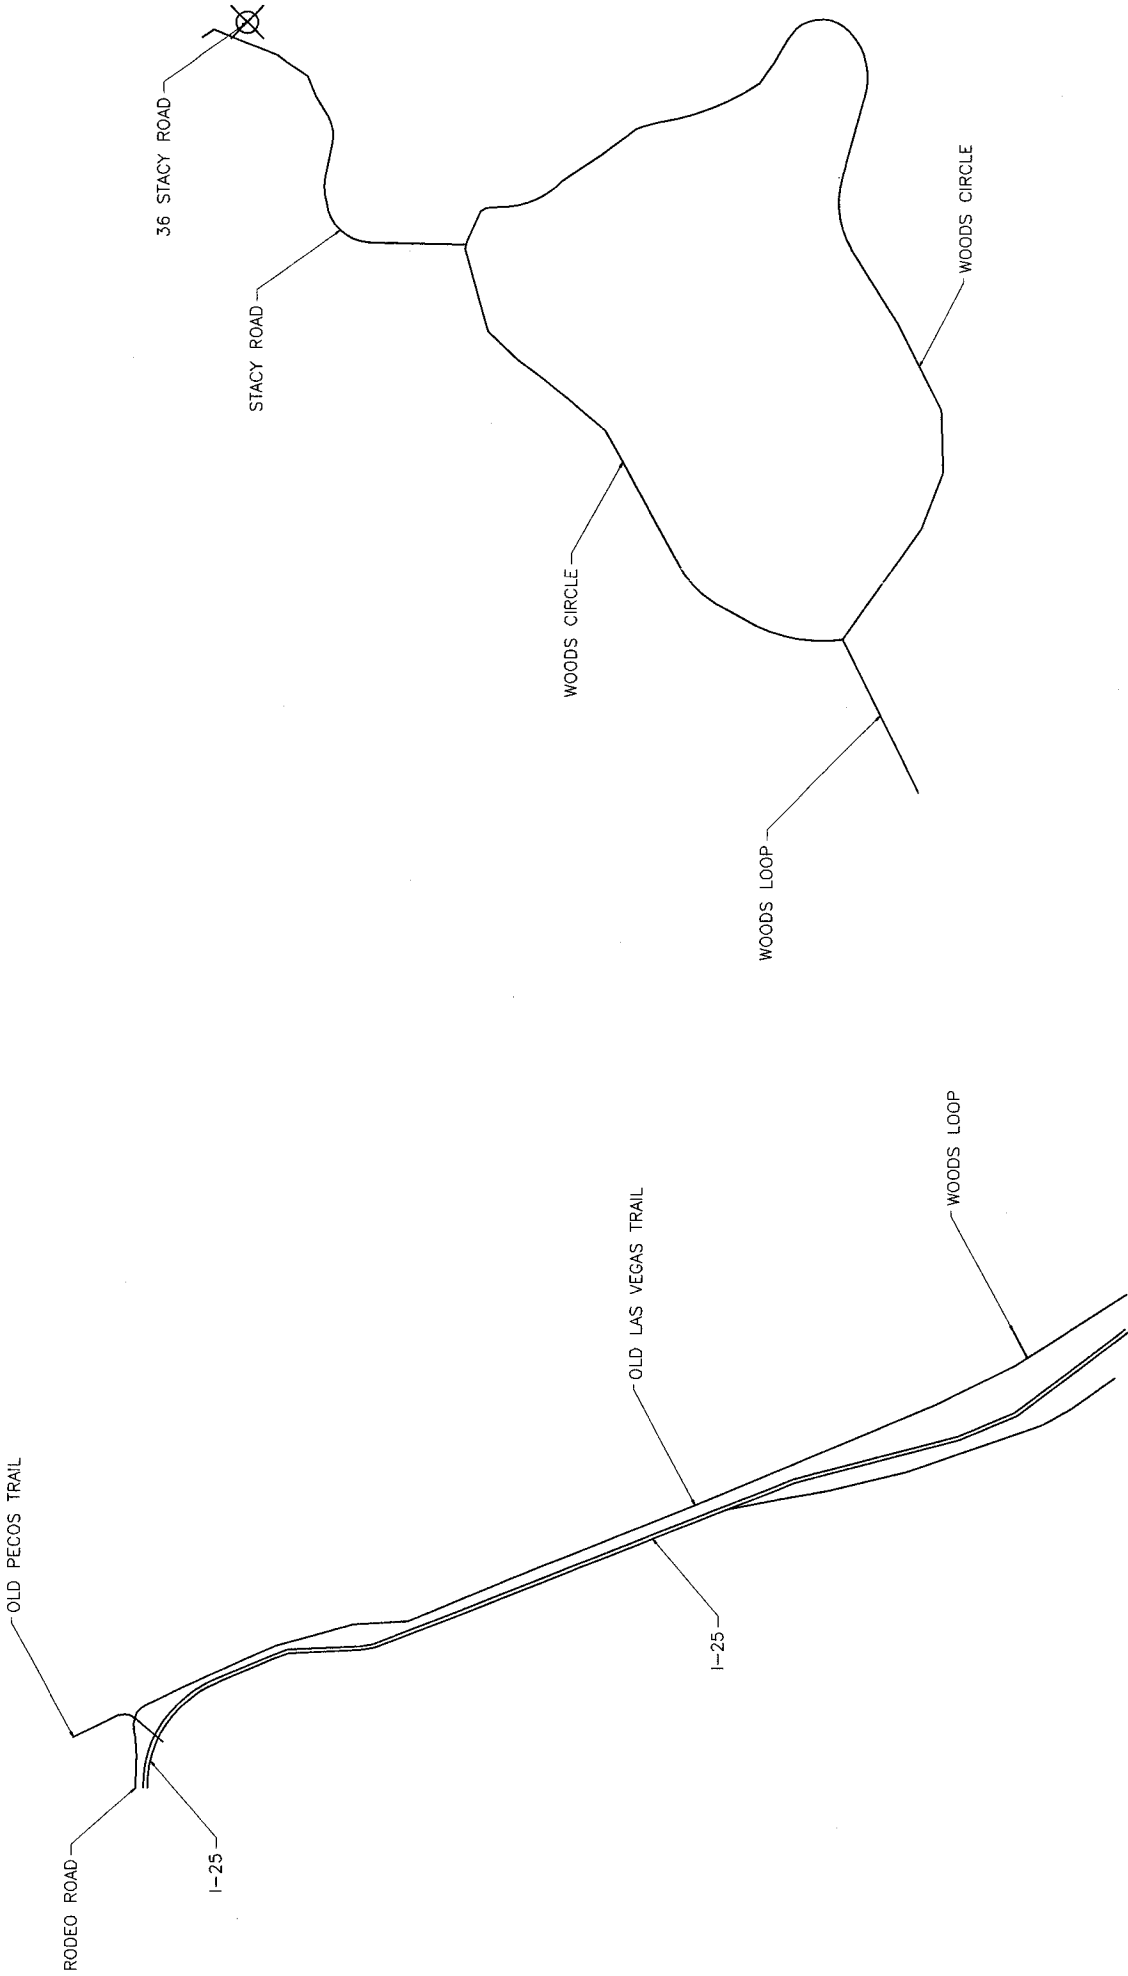 36 STACY ROAD
STACY ROAD
WOODS CIRCLE
WOODS CIRCLE
WOODS LOOP
OLD PECOS TRAIL
RODEO ROAD
I-25
OLD LAS VEGAS TRAIL
I-25
WOODS LOOP